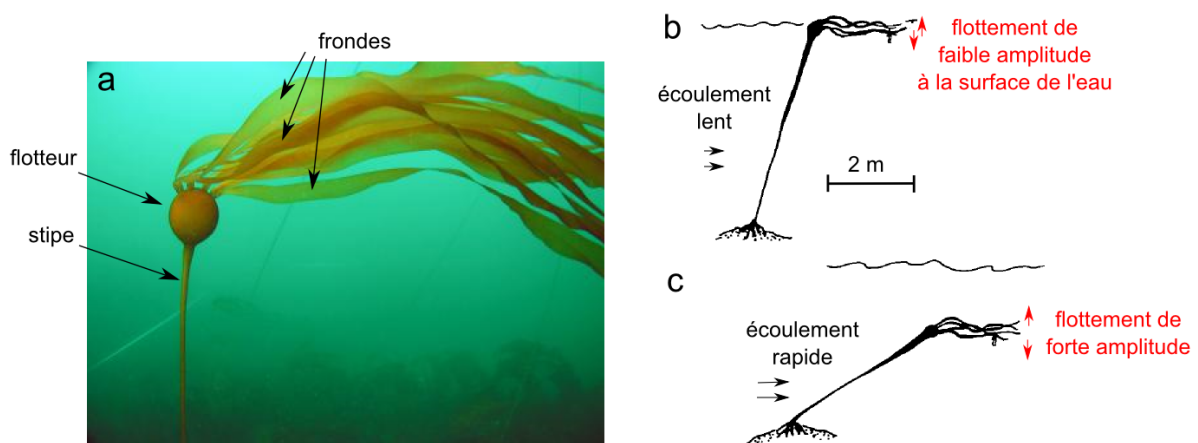 a
frondes
flotteur
stipe
b
flottement de
faible amplitude
à la surface de l'eau
écoulement
lent
2 m
c
écoulement
rapide
flottement de
forte amplitude